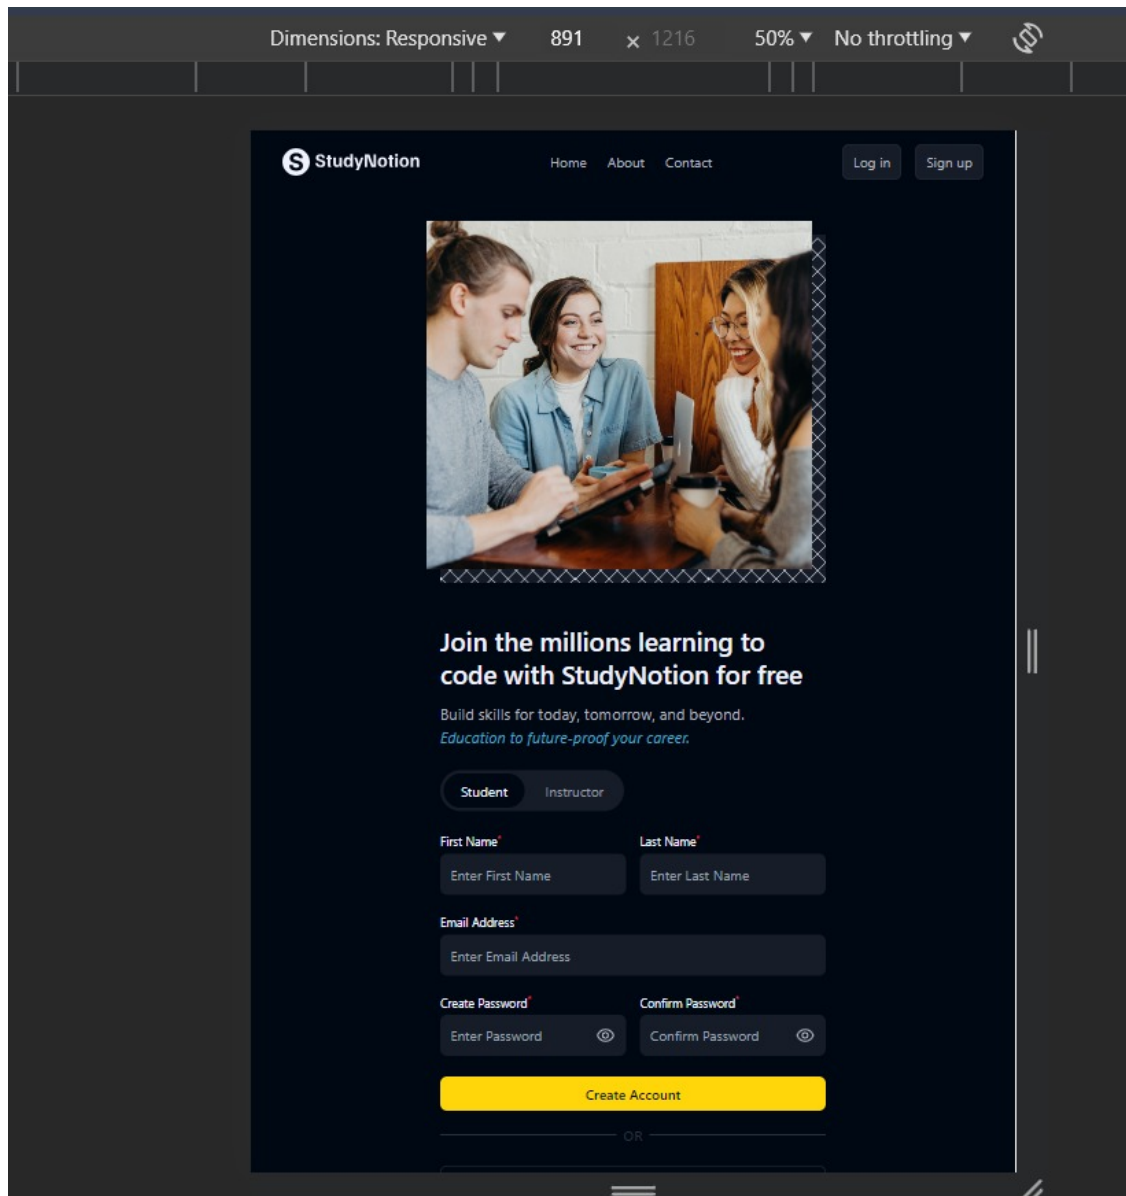 Dimensions: Responsive ▼ 891 × 1216 50% ▼ No throttling ▼
S StudyNotion Home About Contact Log in Sign up
Join the millions learning to
code with StudyNotion for free
Build skills for today, tomorrow, and beyond.
Education to future-proof your career.
Student Instructor
First Name* Last Name*
Enter First Name Enter Last Name
Email Address*
Enter Email Address
Create Password* Confirm Password*
Enter Password Confirm Password
Create Account
OR